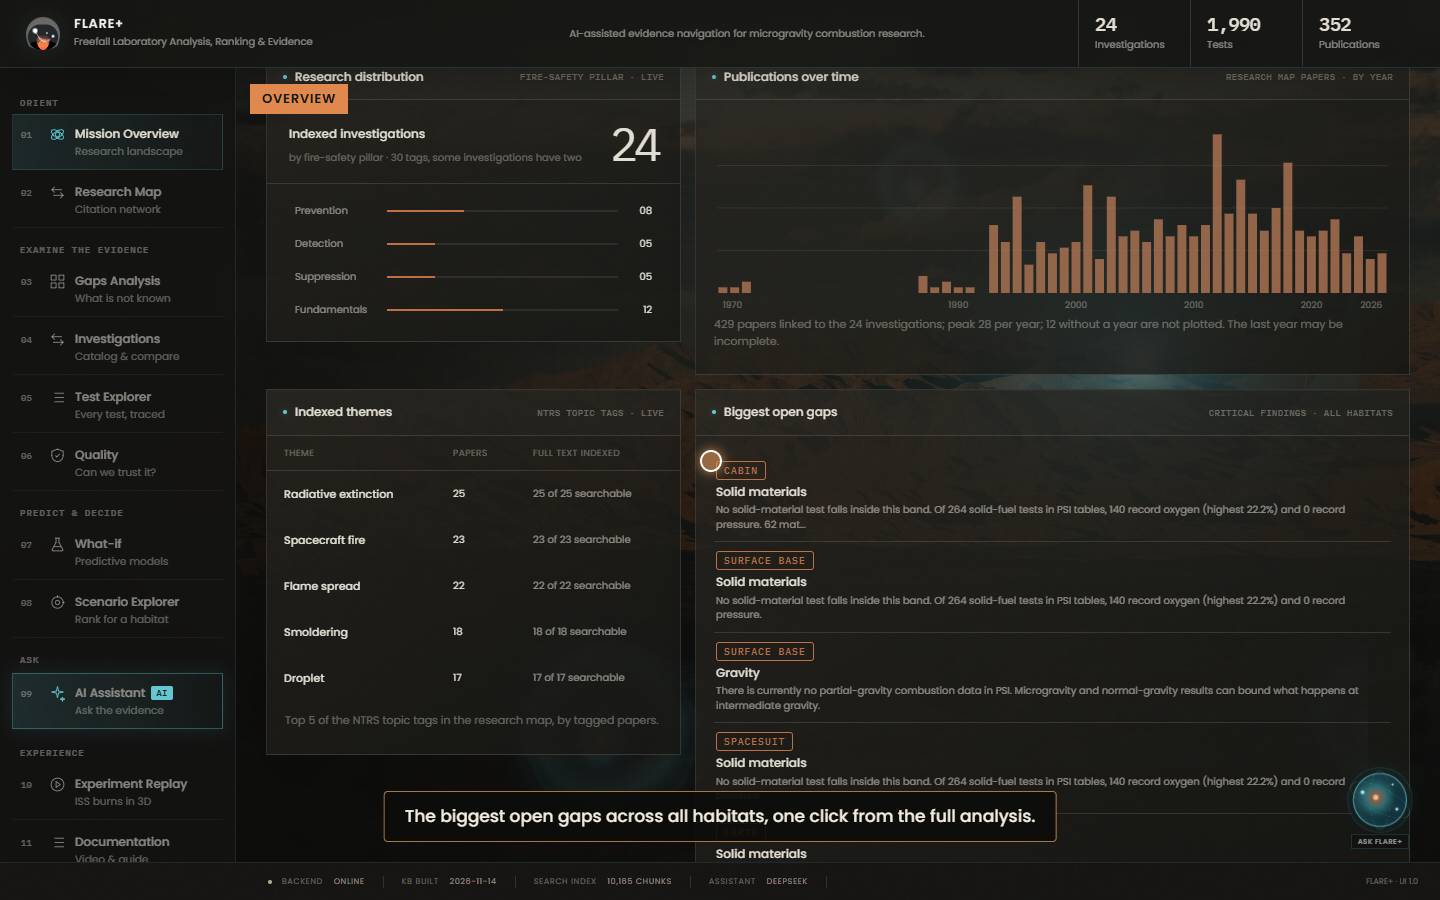 FLARE+
Freefall Laboratory Analysis, Ranking & Evidence
AI-assisted evidence navigation for microgravity combustion research.
24
Investigations
1,990
Tests
352
Publications
ORIENT
01 Mission Overview
Research landscape
02 Research Map
Citation network
EXAMINE THE EVIDENCE
03 Gaps Analysis
What is not known
04 Investigations
Catalog & compare
05 Test Explorer
Every test, traced
06 Quality
Can we trust it?
PREDICT & DECIDE
07 What-if
Predictive models
08 Scenario Explorer
Rank for a habitat
ASK
09 AI Assistant AI
Ask the evidence
EXPERIENCE
10 Experiment Replay
ISS burns in 3D
11 Documentation
Video & guide
Research distribution FIRE-SAFETY PILLAR · LIVE
OVERVIEW
Indexed investigations 24
by fire-safety pillar · 30 tags, some investigations have two
Prevention 08
Detection 05
Suppression 05
Fundamentals 12
Publications over time RESEARCH MAP PAPERS · BY YEAR
1970 1990 2000 2010 2020 2026
429 papers linked to the 24 investigations; peak 28 per year; 12 without a year are not plotted. The last year may be
incomplete.
Indexed themes NTRS TOPIC TAGS · LIVE
THEME PAPERS FULL TEXT INDEXED
Radiative extinction 25 25 of 25 searchable
Spacecraft fire 23 23 of 23 searchable
Flame spread 22 22 of 22 searchable
Smoldering 18 18 of 18 searchable
Droplet 17 17 of 17 searchable
Top 5 of the NTRS topic tags in the research map, by tagged papers.
Biggest open gaps CRITICAL FINDINGS · ALL HABITATS
CABIN
Solid materials
No solid-material test falls inside this band. Of 264 solid-fuel tests in PSI tables, 140 record oxygen (highest 22.2%) and 0 record
pressure. 62 mat...
SURFACE BASE
Solid materials
No solid-material test falls inside this band. Of 264 solid-fuel tests in PSI tables, 140 record oxygen (highest 22.2%) and 0 record
pressure.
SURFACE BASE
Gravity
There is currently no partial-gravity combustion data in PSI. Microgravity and normal-gravity results can bound what happens at
intermediate gravity.
SPACESUIT
Solid materials
No solid-material test falls inside this band. Of 264 solid-fuel tests in PSI tables, 140 record oxygen (highest 22.2%) and 0 record
The biggest open gaps across all habitats, one click from the full analysis.
Solid materials
ASK FLARE+
BACKEND ONLINE KB BUILT 2026-11-14 SEARCH INDEX 10,165 CHUNKS ASSISTANT DEEPSEEK FLARE+ · UI 1.0